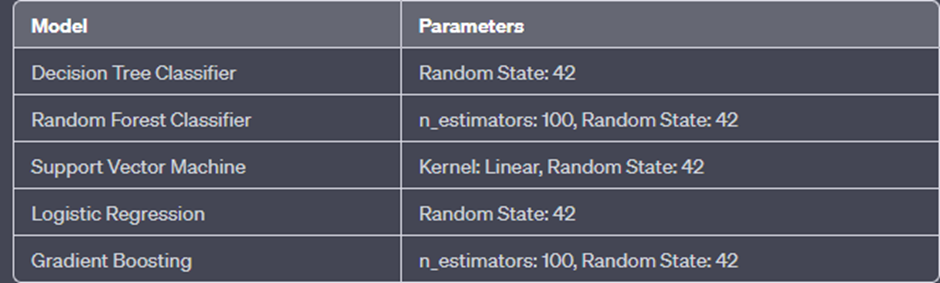 Model Parameters
Decision Tree Classifier Random State: 42
Random Forest Classifier n_estimators: 100, Random State: 42
Support Vector Machine Kernel: Linear, Random State: 42
Logistic Regression Random State: 42
Gradient Boosting n_estimators: 100, Random State: 42